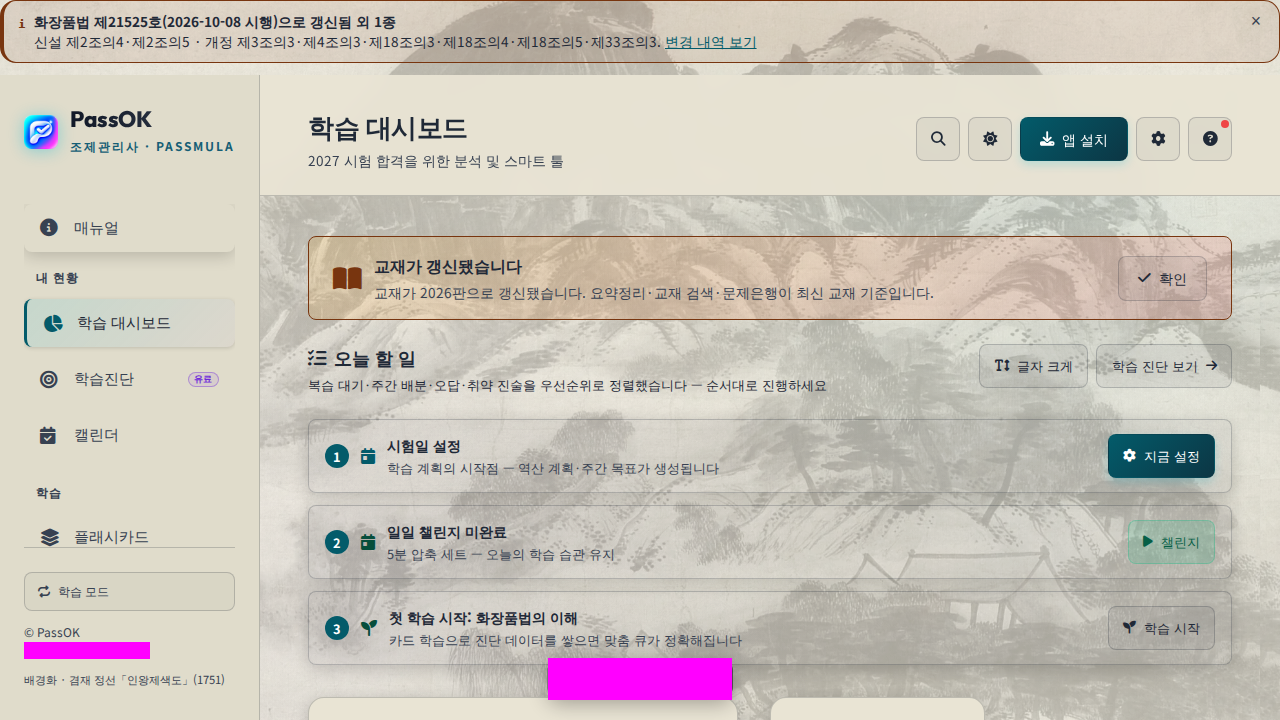 화장품법 제21525호(2026-10-08 시행)으로 갱신됨 외 1종
신설 제2조의4·제2조의5 · 개정 제3조의3·제4조의3·제18조의3·제18조의4·제18조의5·제33조의3. 변경 내역 보기
PassOK
조제관리사 · PASSMULA
매뉴얼
내 현황
학습 대시보드
학습진단 유료
캘린더
학습
플래시카드
학습 모드
© PassOK
배경화 · 겸재 정선「인왕제색도」(1751)
학습 대시보드
2027 시험 합격을 위한 분석 및 스마트 툴
앱 설치
교재가 갱신됐습니다
교재가 2026판으로 갱신됐습니다. 요약정리·교재 검색·문제은행이 최신 교재 기준입니다.
확인
오늘 할 일
복습 대기·주간 배분·오답·취약 진술을 우선순위로 정렬했습니다 — 순서대로 진행하세요
글자 크게
학습 진단 보기
1
시험일 설정
학습 계획의 시작점 — 역산 계획·주간 목표가 생성됩니다
지금 설정
2
일일 챌린지 미완료
5분 압축 세트 — 오늘의 학습 습관 유지
챌린지
3
첫 학습 시작: 화장품법의 이해
카드 학습으로 진단 데이터를 쌓으면 맞춤 큐가 정확해집니다
학습 시작